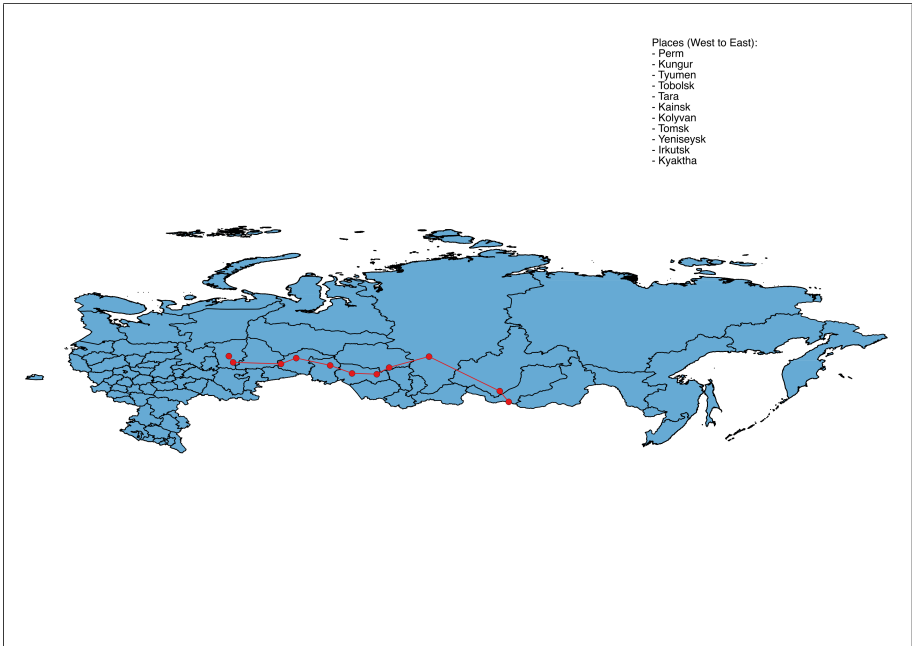 Places (West to East):
- Perm
- Kungur
- Tyumen
- Tobolsk
- Tara
- Kainsk
- Kolyvan
- Tomsk
- Yeniseysk
- Irkutsk
- Kyaktha